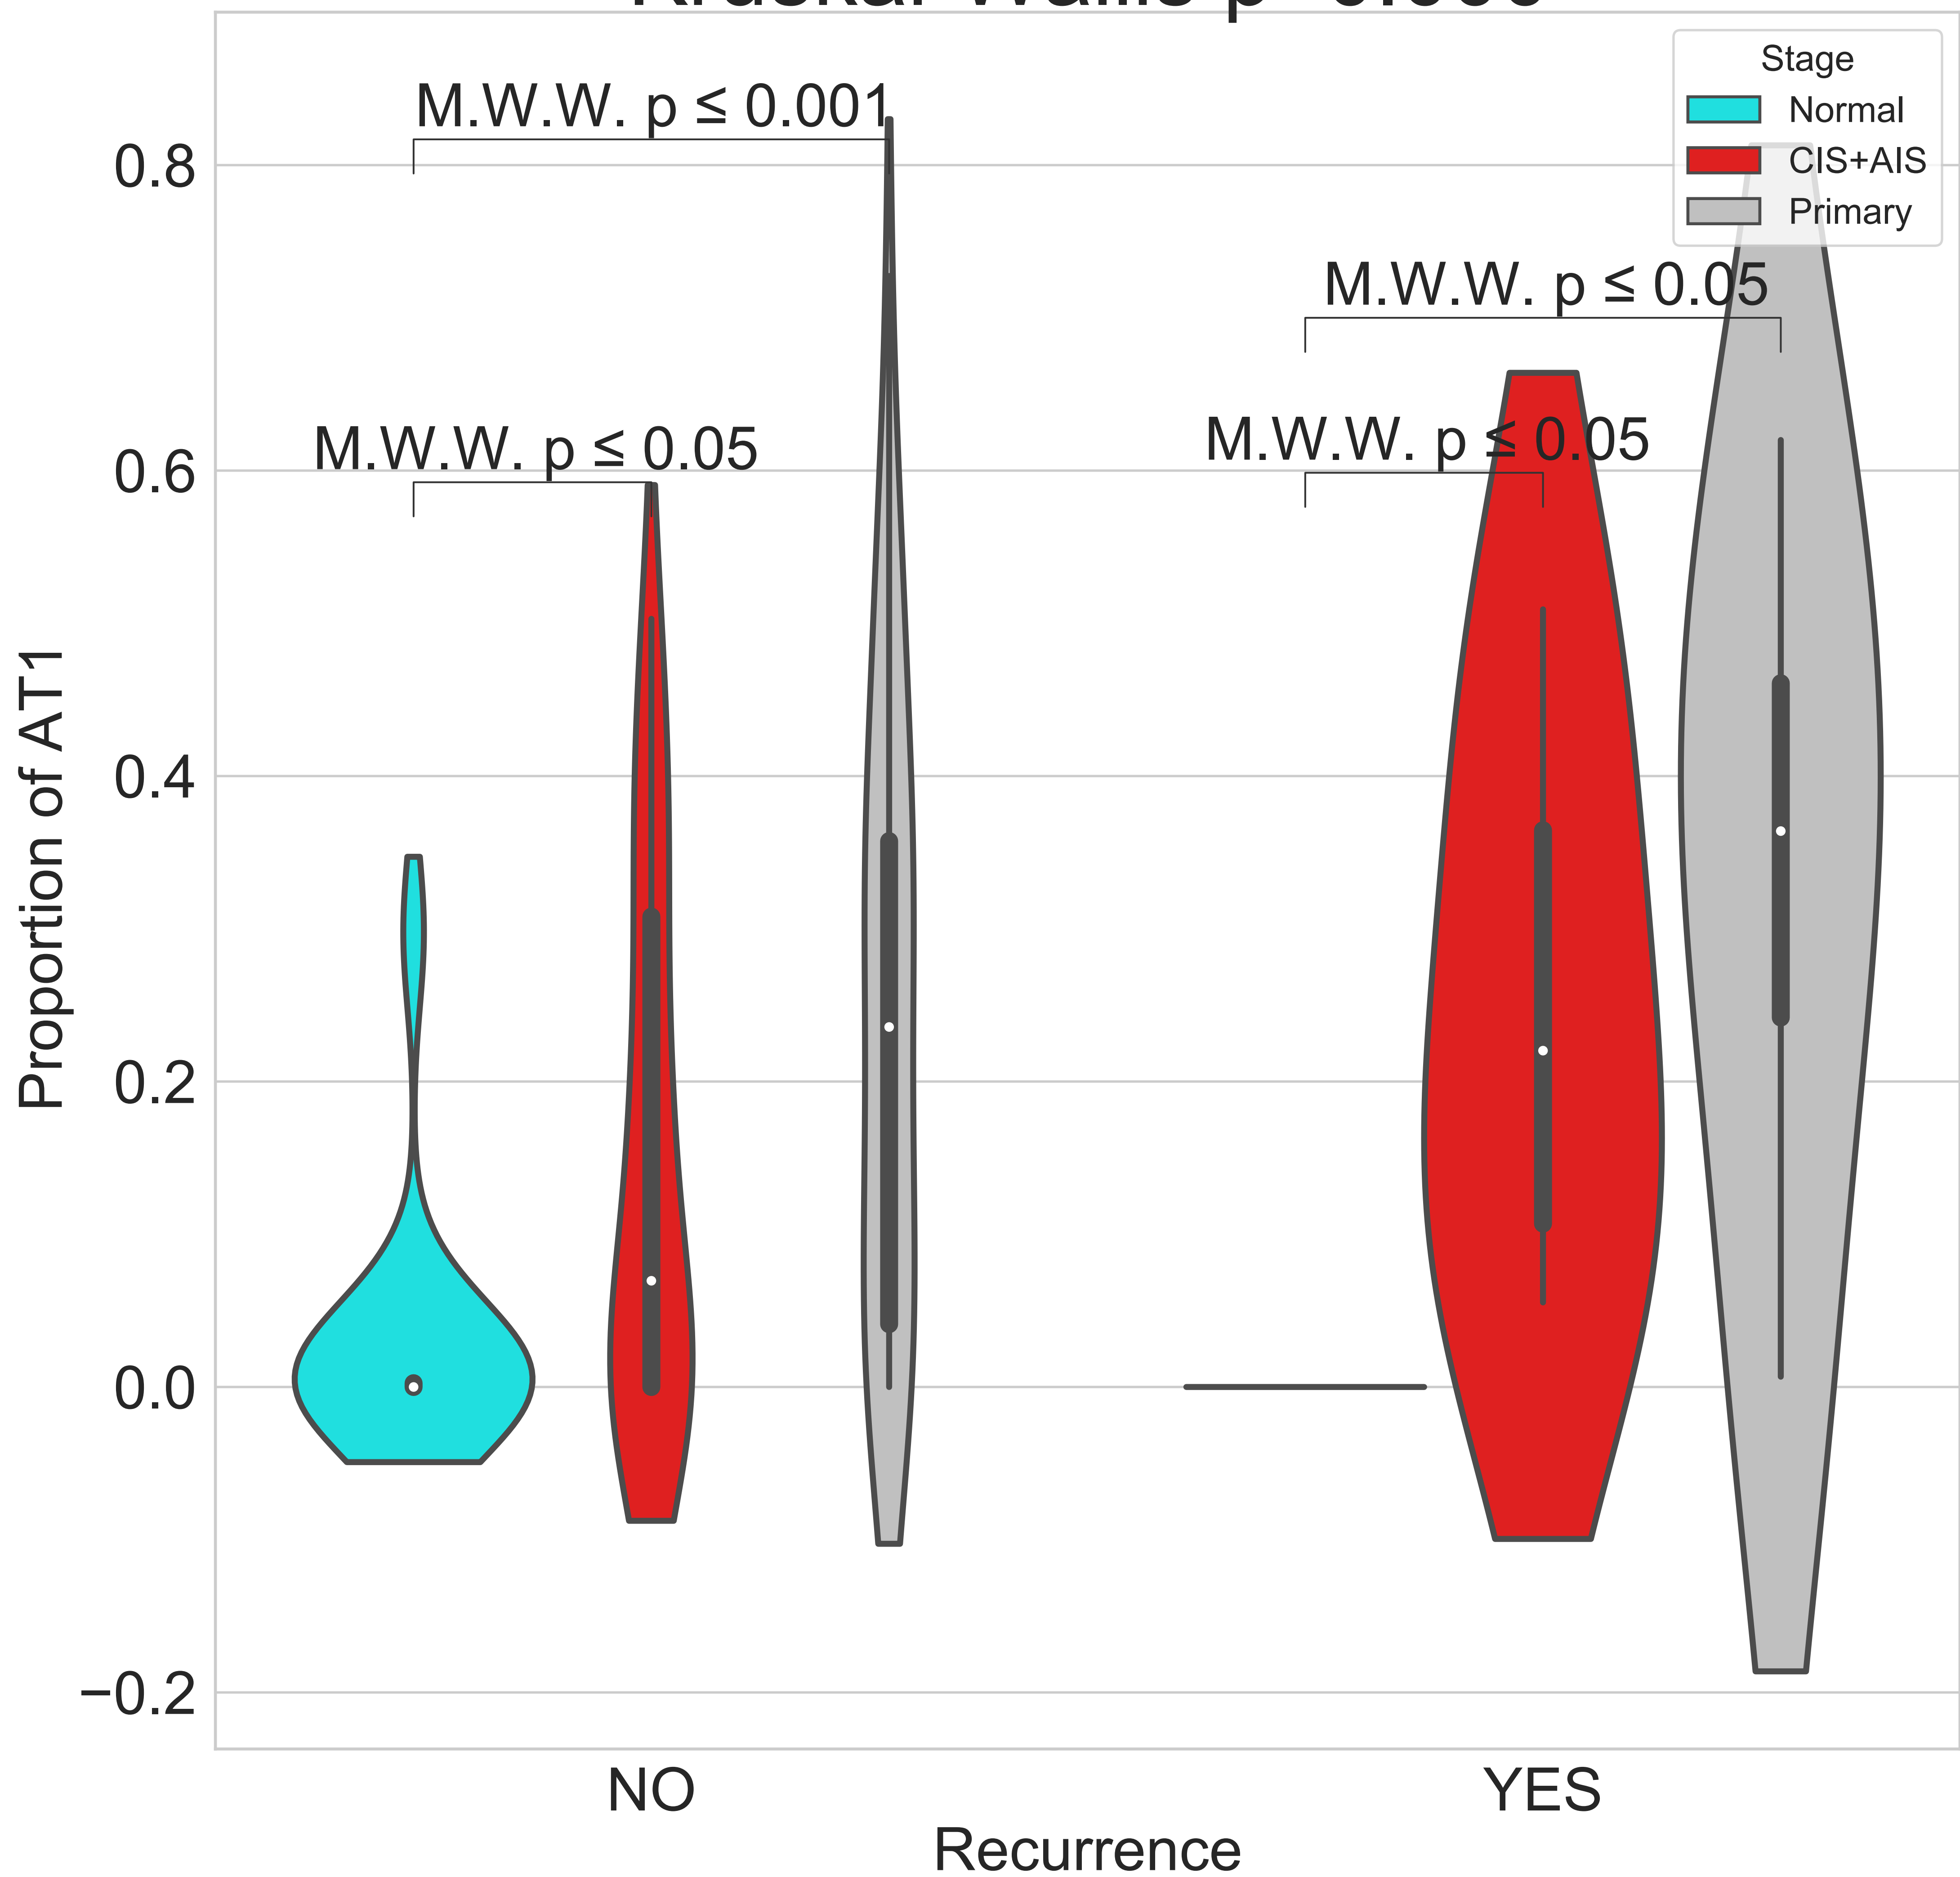 Stage
Normal
CIS+AIS
Primary
M.W.W. p ≤ 0.001
M.W.W. p ≤ 0.05
M.W.W. p ≤ 0.05
M.W.W. p ≤ 0.05
0.8
0.6
0.4
0.2
0.0
−0.2
Proportion of AT1
NO
YES
Recurrence